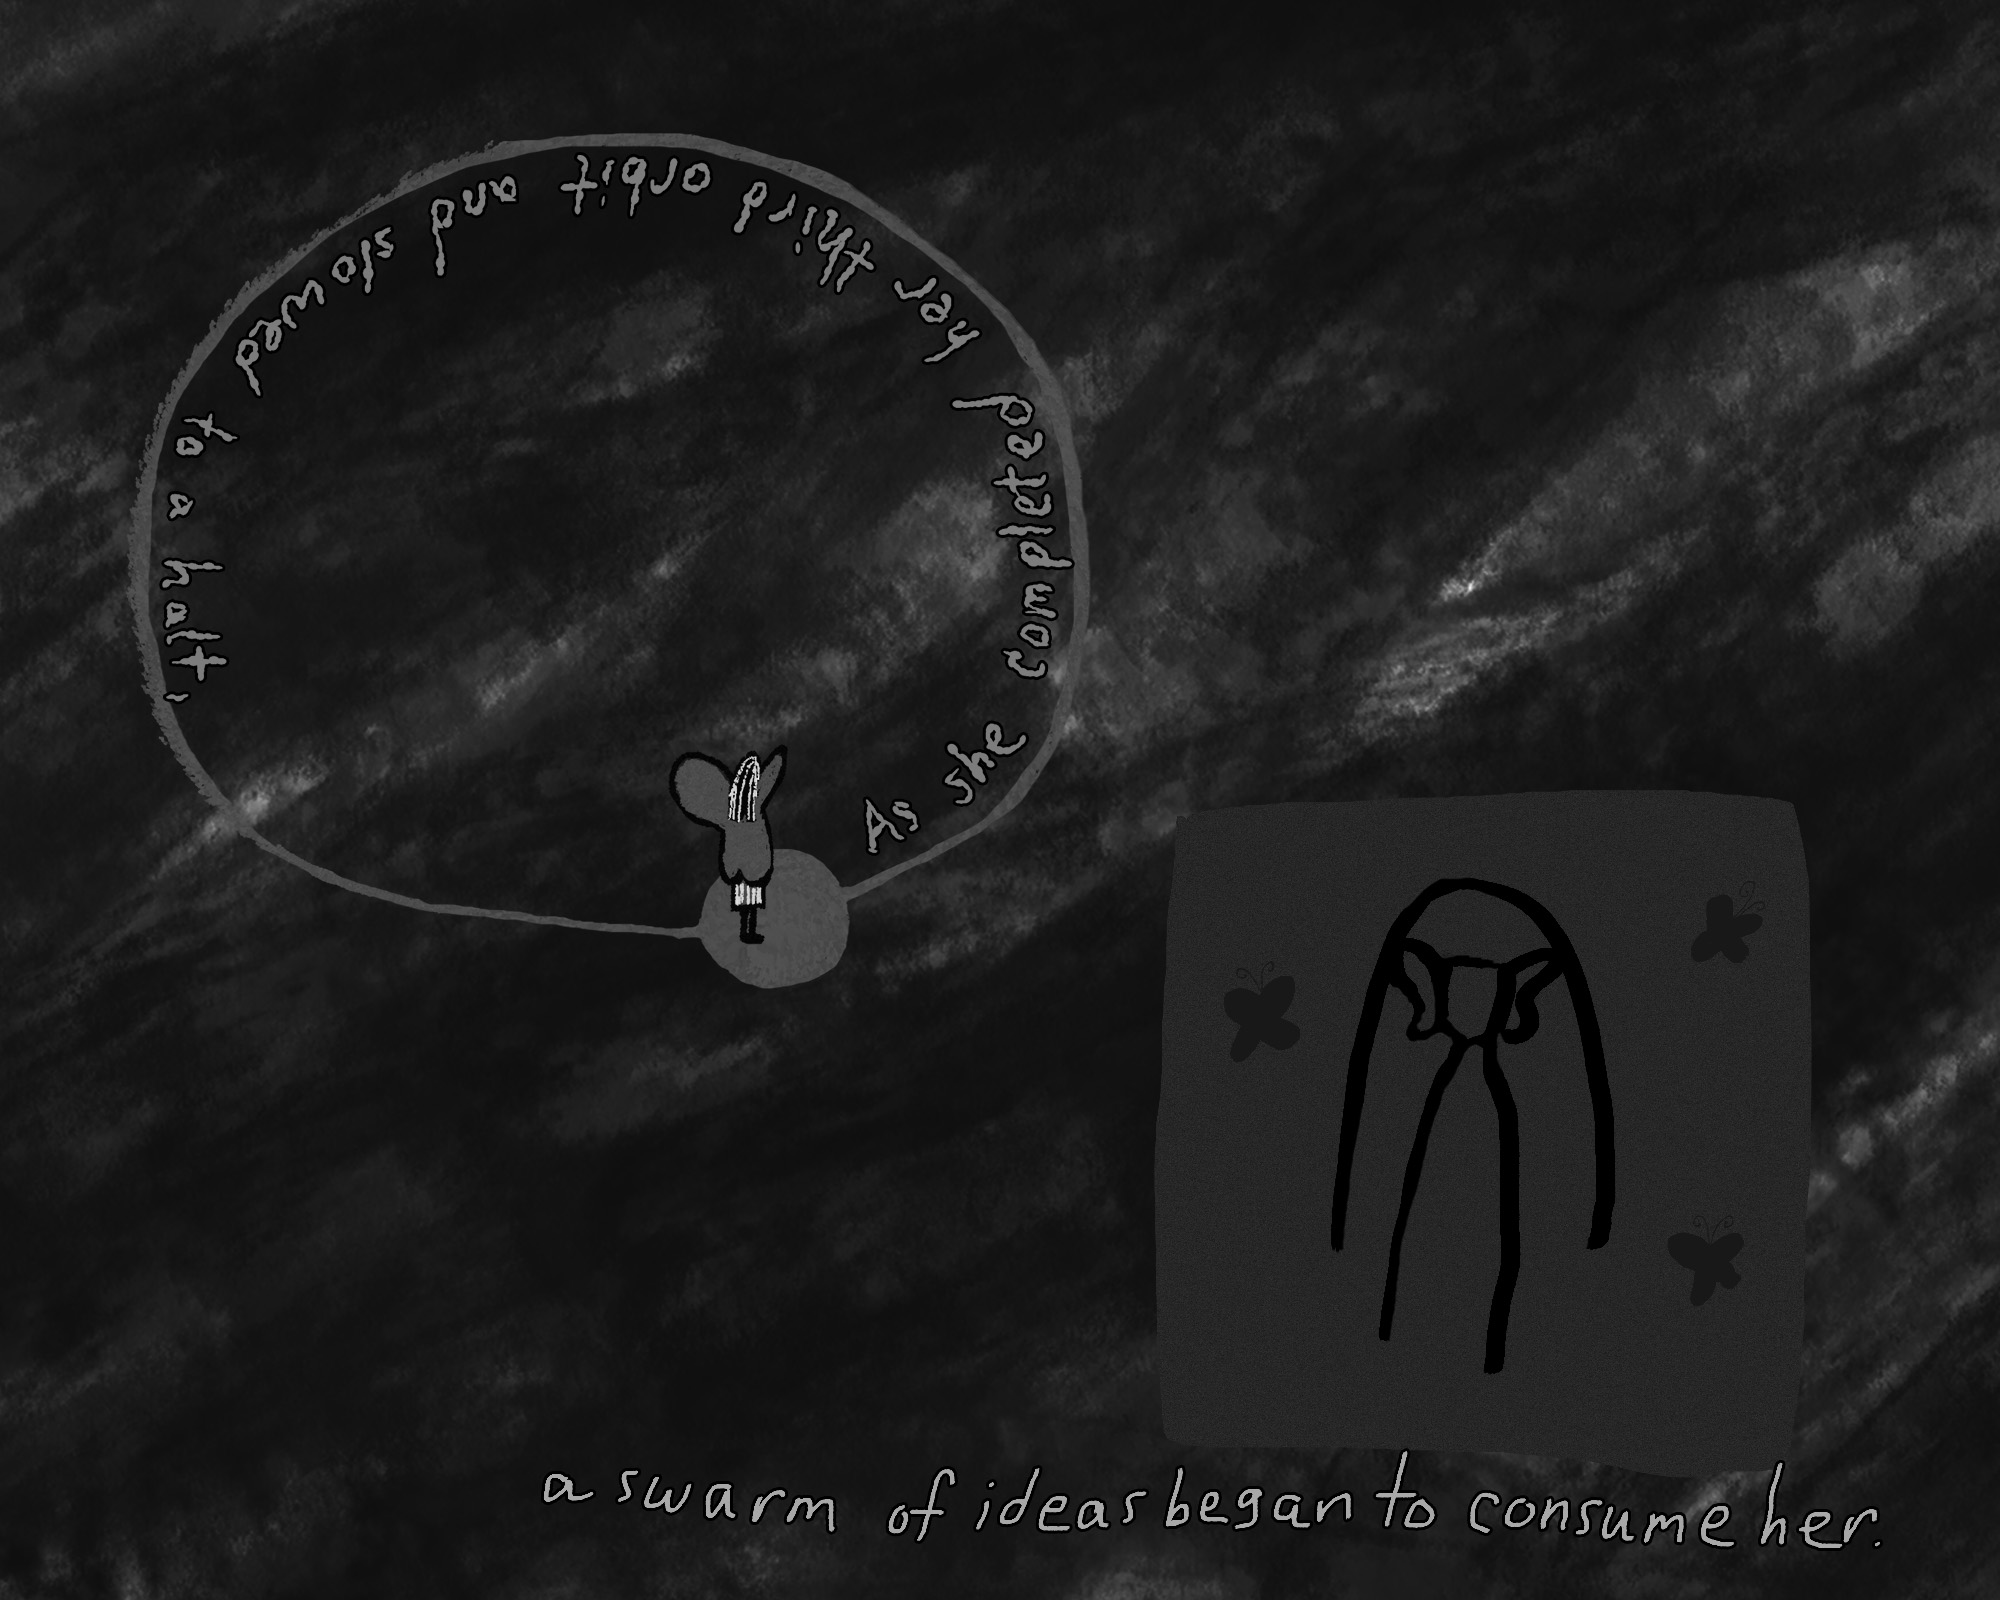 As she completed her third orbit and slowed to a halt,
a swarm of ideas began to consume her.